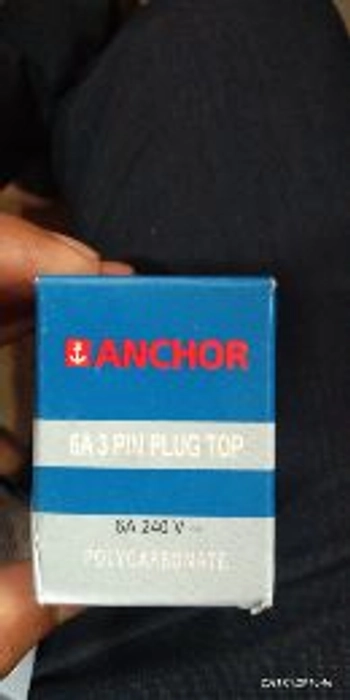 ANCHOR
6A 3 PIN PLUG TOP
6A 240 V ~
POLYCARBONATE